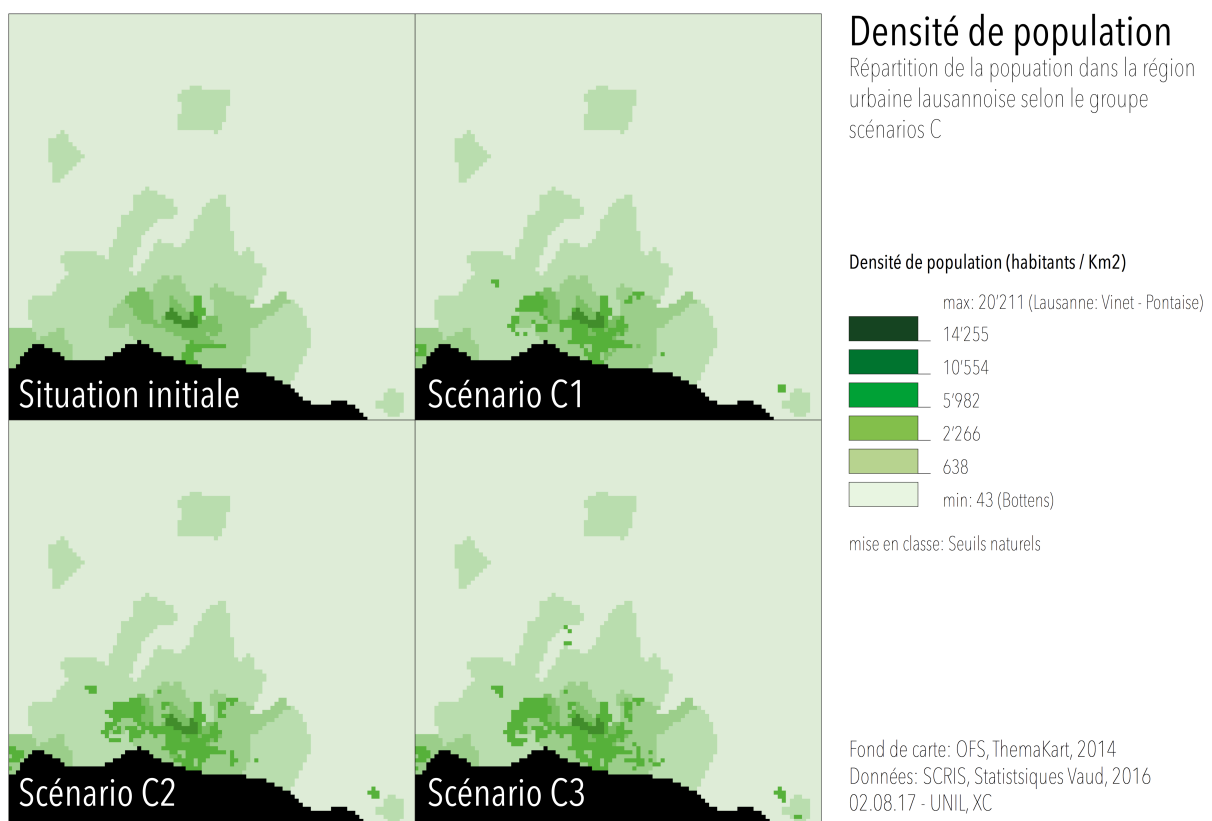 Densité de population
Répartition de la popuation dans la région
urbaine lausannoise selon le groupe
scénarios C
Densité de population (habitants / Km2)
max: 20'211 (Lausanne: Vinet - Pontaise)
14'255
10'554
5'982
2'266
638
min: 43 (Bottens)
mise en classe: Seuils naturels
Situation initiale
Scénario C1
Scénario C2
Scénario C3
Fond de carte: OFS, ThemaKart, 2014
Données: SCRIS, Statistsiques Vaud, 2016
02.08.17 - UNIL, XC